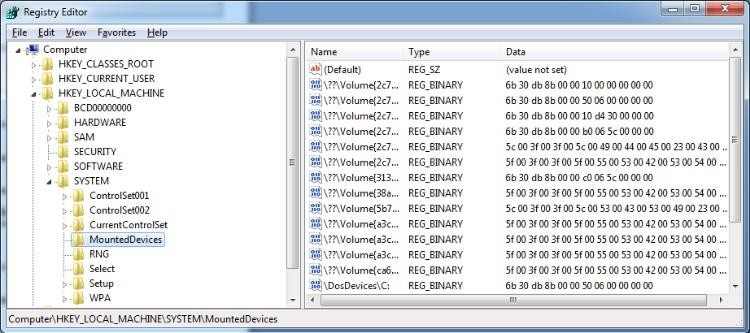 Registry Editor
File Edit View Favorites Help
Computer
HKEY_CLASSES_ROOT
HKEY_CURRENT_USER
HKEY_LOCAL_MACHINE
BCD00000000
HARDWARE
SAM
SECURITY
SOFTWARE
SYSTEM
ControlSet001
ControlSet002
CurrentControlSet
MountedDevices
RNG
Select
Setup
WPA
Name Type Data
(Default) REG_SZ (value not set)
\??\Volume{2c7... REG_BINARY 6b 30 db 8b 00 00 10 00 00 00 00 00
\??\Volume{2c7... REG_BINARY 6b 30 db 8b 00 00 50 06 00 00 00 00
\??\Volume{2c7... REG_BINARY 6b 30 db 8b 00 00 10 d4 30 00 00 00
\??\Volume{2c7... REG_BINARY 6b 30 db 8b 00 00 b0 06 5c 00 00 00
\??\Volume{2c7... REG_BINARY 5c 00 3f 00 3f 00 5c 00 49 00 44 00 45 00 23 00 43 00 ...
\??\Volume{2c7... REG_BINARY 5f 00 3f 00 3f 00 5f 00 55 00 53 00 42 00 53 00 54 00 ...
\??\Volume{313... REG_BINARY 6b 30 db 8b 00 00 c0 06 5c 00 00 00
\??\Volume{38a... REG_BINARY 5f 00 3f 00 3f 00 5f 00 55 00 53 00 42 00 53 00 54 00 ...
\??\Volume{5b7... REG_BINARY 5c 00 3f 00 3f 00 5c 00 53 00 43 00 53 00 49 00 23 00 ...
\??\Volume{a3c... REG_BINARY 5f 00 3f 00 3f 00 5f 00 55 00 53 00 42 00 53 00 54 00 ...
\??\Volume{a3c... REG_BINARY 5f 00 3f 00 3f 00 5f 00 55 00 53 00 42 00 53 00 54 00 ...
\??\Volume{a3c... REG_BINARY 5f 00 3f 00 3f 00 5f 00 55 00 53 00 42 00 53 00 54 00 ...
\??\Volume{ca6... REG_BINARY 5f 00 3f 00 3f 00 5f 00 55 00 53 00 42 00 53 00 54 00 ...
\DosDevices\C: REG_BINARY 6b 30 db 8b 00 00 50 06 00 00 00 00
Computer\HKEY_LOCAL_MACHINE\SYSTEM\MountedDevices